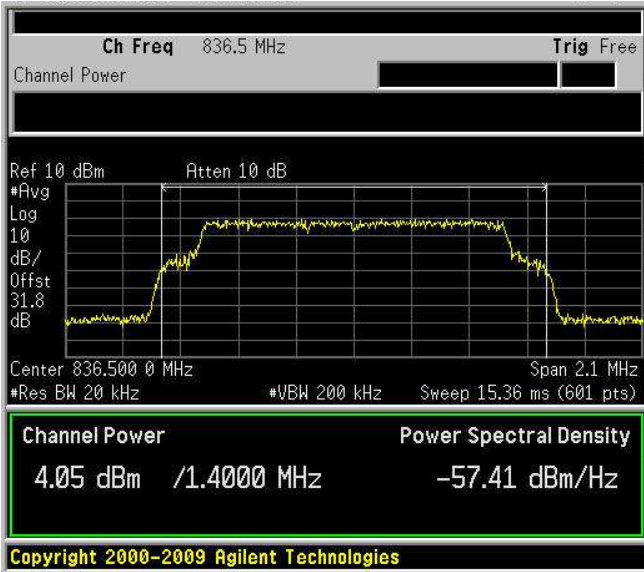 Ch Freq 836.5 MHz Trig Free
Channel Power
Ref 10 dBm Atten 10 dB
#Avg
Log
10
dB/
Offst
31.8
dB
Center 836.500 0 MHz Span 2.1 MHz
#Res BW 20 kHz #VBW 200 kHz Sweep 15.36 ms (601 pts)
Channel Power Power Spectral Density
4.05 dBm /1.4000 MHz -57.41 dBm/Hz
Copyright 2000-2009 Agilent Technologies